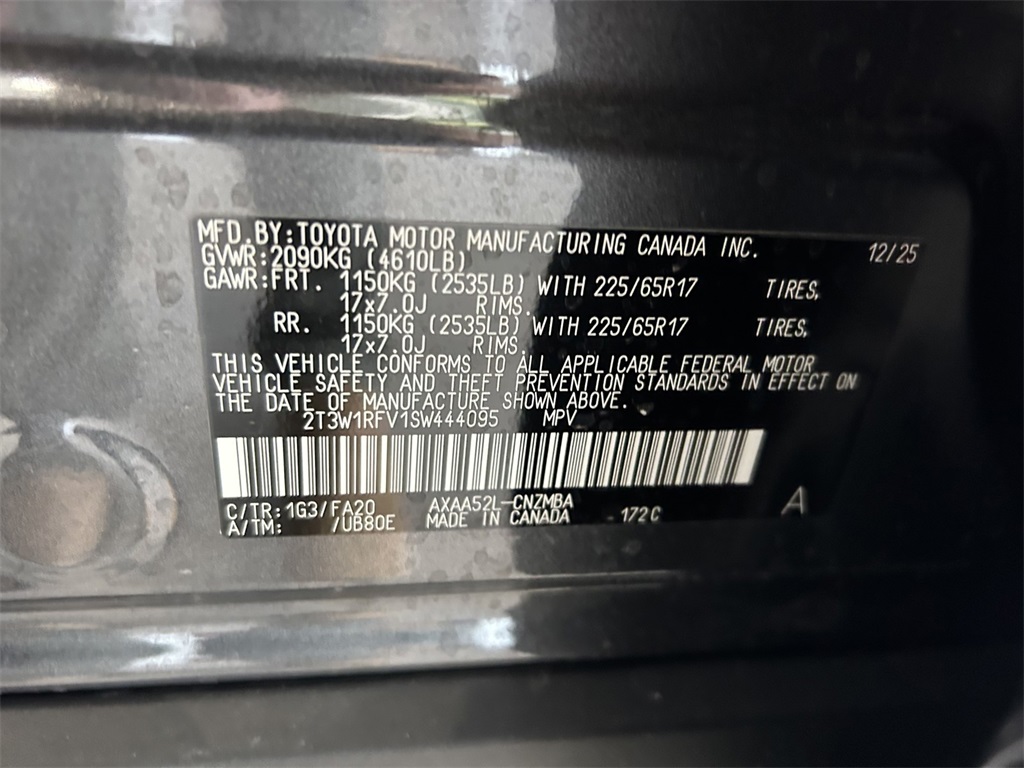 MFD.BY:TOYOTA MOTOR MANUFACTURING CANADA INC. 12/25
GVWR:2090KG (4610LB)
GAWR:FRT. 1150KG (2535LB) WITH 225/65R17 TIRES,
17x7.0J RIMS.
RR. 1150KG (2535LB) WITH 225/65R17 TIRES,
17x7.0J RIMS.
THIS VEHICLE CONFORMS TO ALL APPLICABLE FEDERAL MOTOR
VEHICLE SAFETY AND THEFT PREVENTION STANDARDS IN EFFECT ON
THE DATE OF MANUFACTURE SHOWN ABOVE.
2T3W1RFV1SW444095 MPV
C/TR:1G3/FA20 AXAA52L-CNZMBA
A/TM: /UB80E MADE IN CANADA -172C A